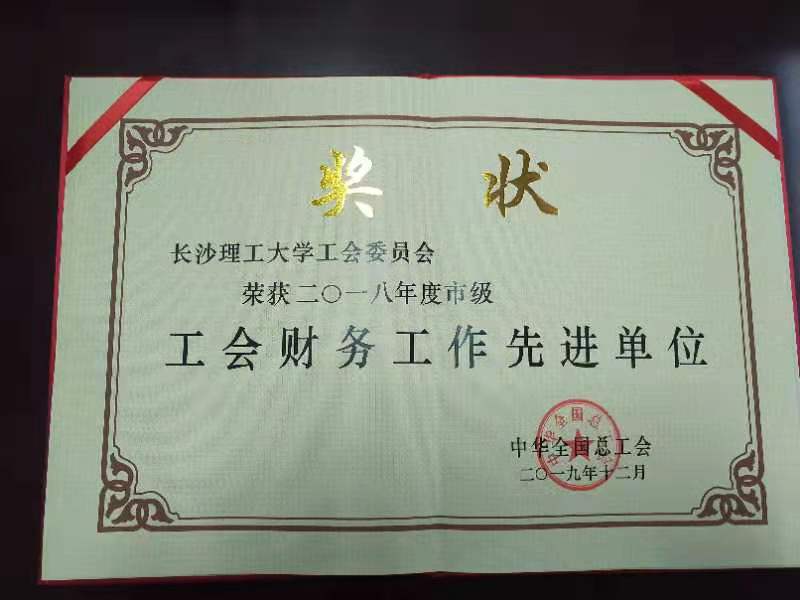 奖状
长沙理工大学工会委员会
荣获二〇一八年度市级
工会财务工作先进单位
中华全国总工会
二〇一九年十二月